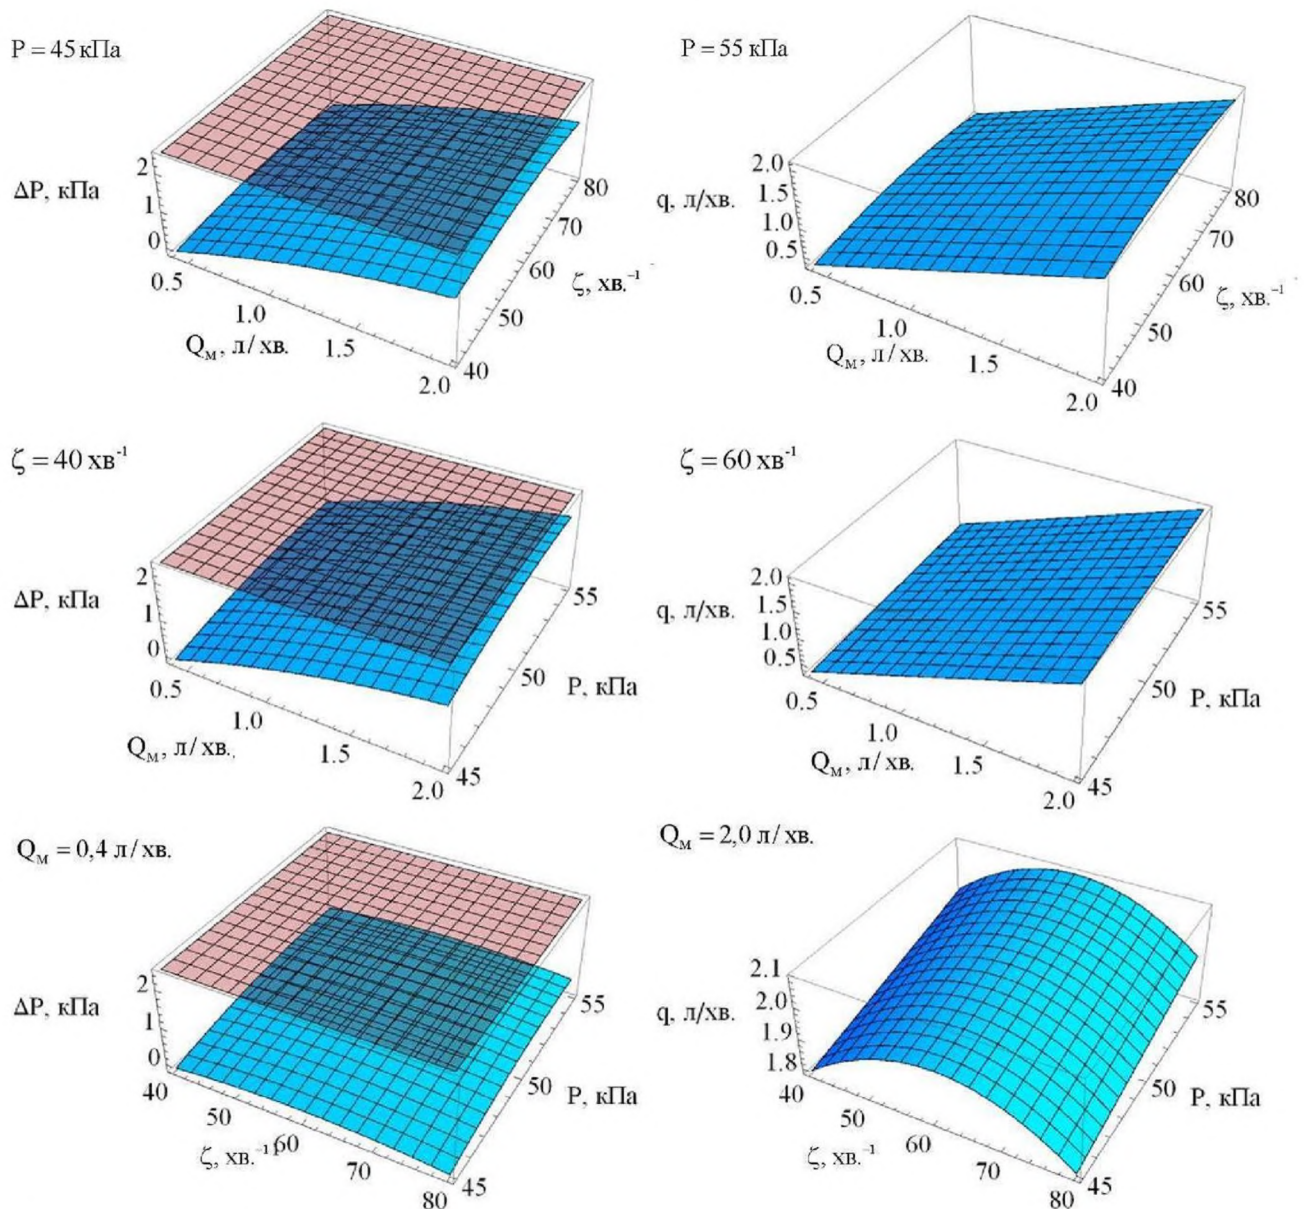 P = 45 кПа
ΔP, кПа
2
1
0
0.5
1.0
1.5
2.0
Qм, л/хв.
40
50
60
70
80
ζ, хв.⁻¹
P = 55 кПа
q, л/хв.
2.0
1.5
1.0
0.5
0.5
1.0
1.5
2.0
Qм, л/хв.
40
50
60
70
80
ζ, хв.⁻¹
ζ = 40 хв⁻¹
ΔP, кПа
2
1
0
0.5
1.0
1.5
2.0
Qм, л/хв.
45
50
55
P, кПа
ζ = 60 хв⁻¹
q, л/хв.
2.0
1.5
1.0
0.5
0.5
1.0
1.5
2.0
Qм, л/хв.
45
50
55
P, кПа
Qм = 0,4 л/хв.
ΔP, кПа
2
1
0
40
50
60
70
80
ζ, хв.⁻¹
45
50
55
P, кПа
Qм = 2,0 л/хв.
q, л/хв.
2.1
2.0
1.9
1.8
40
50
60
70
80
ζ, хв.⁻¹
45
50
55
P, кПа